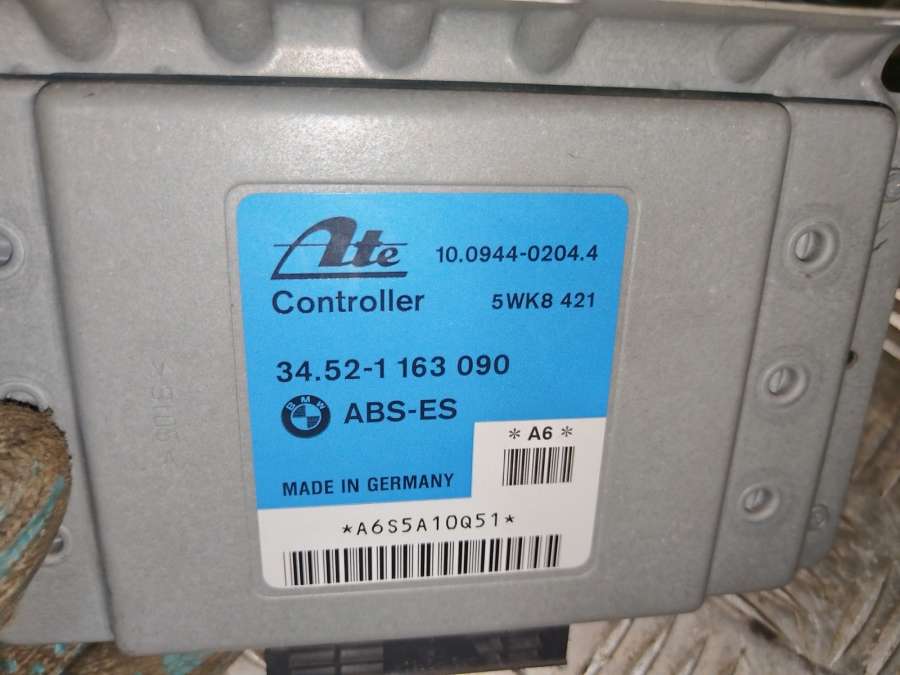 Ate
10.0944-0204.4
Controller
5WK8 421
34.52-1 163 090
BMW
ABS-ES
*A6*
MADE IN GERMANY
*A6S5A10Q51*